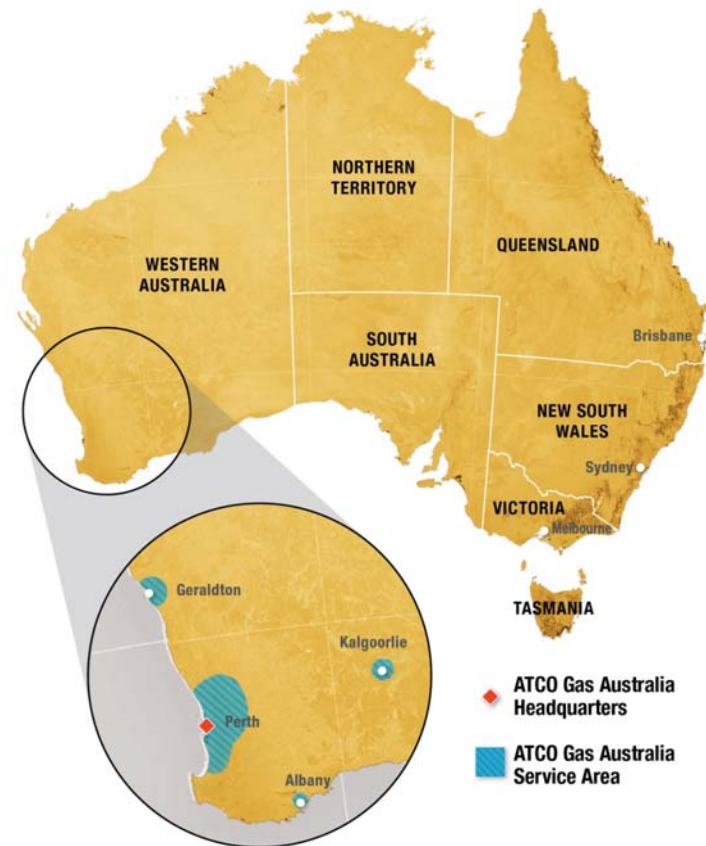 NORTHERN
TERRITORY
QUEENSLAND
WESTERN
AUSTRALIA
SOUTH
AUSTRALIA
Brisbane
NEW SOUTH
WALES
Sydney
VICTORIA
Melbourne
Geraldton
TASMANIA
Kalgoorlie
ATCO Gas Australia
Headquarters
Perth
ATCO Gas Australia
Service Area
Albany